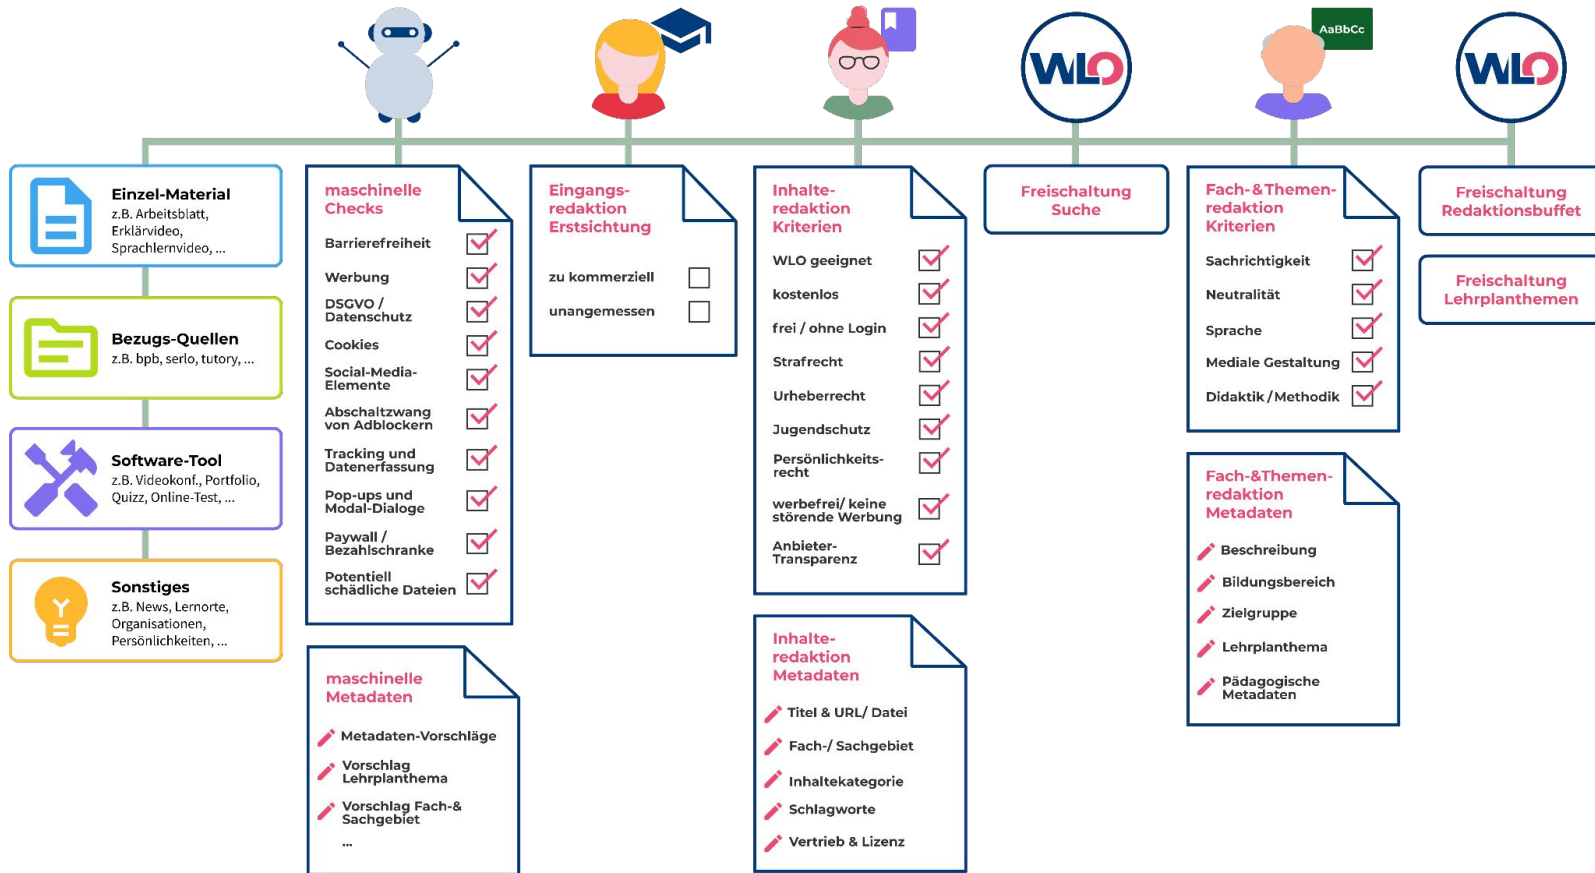 AaBbCc
WLO
WLO
Einzel-Material
z.B. Arbeitsblatt,
Erklärvideo,
Sprachlernvideo, ...
Bezugs-Quellen
z.B. bpb, serlo, tutory, ...
Software-Tool
z.B. Videokonf., Portfolio,
Quizz, Online-Test, ...
Sonstiges
z.B. News, Lernorte,
Organisationen,
Persönlichkeiten, ...
maschinelle
Checks
Barrierefreiheit
Werbung
DSGVO /
Datenschutz
Cookies
Social-Media-
Elemente
Abschaltzwang
von Adblockern
Tracking und
Datenerfassung
Pop-ups und
Modal-Dialoge
Paywall /
Bezahlschranke
Potentiell
schädliche Dateien
maschinelle
Metadaten
Metadaten-Vorschläge
Vorschlag
Lehrplanthema
Vorschlag Fach-&
Sachgebiet
...
Eingangs-
redaktion
Erstsichtung
zu kommerziell
unangemessen
Inhalte-
redaktion
Kriterien
WLO geeignet
kostenlos
frei / ohne Login
Strafrecht
Urheberrecht
Jugendschutz
Persönlichkeits-
recht
werbefrei/ keine
störende Werbung
Anbieter-
Transparenz
Inhalte-
redaktion
Metadaten
Titel & URL/ Datei
Fach-/ Sachgebiet
Inhaltekategorie
Schlagworte
Vertrieb & Lizenz
Freischaltung
Suche
Fach-&Themen-
redaktion
Kriterien
Sachrichtigkeit
Neutralität
Sprache
Mediale Gestaltung
Didaktik / Methodik
Fach-&Themen-
redaktion
Metadaten
Beschreibung
Bildungsbereich
Zielgruppe
Lehrplanthema
Pädagogische
Metadaten
Freischaltung
Redaktionsbuffet
Freischaltung
Lehrplanthemen